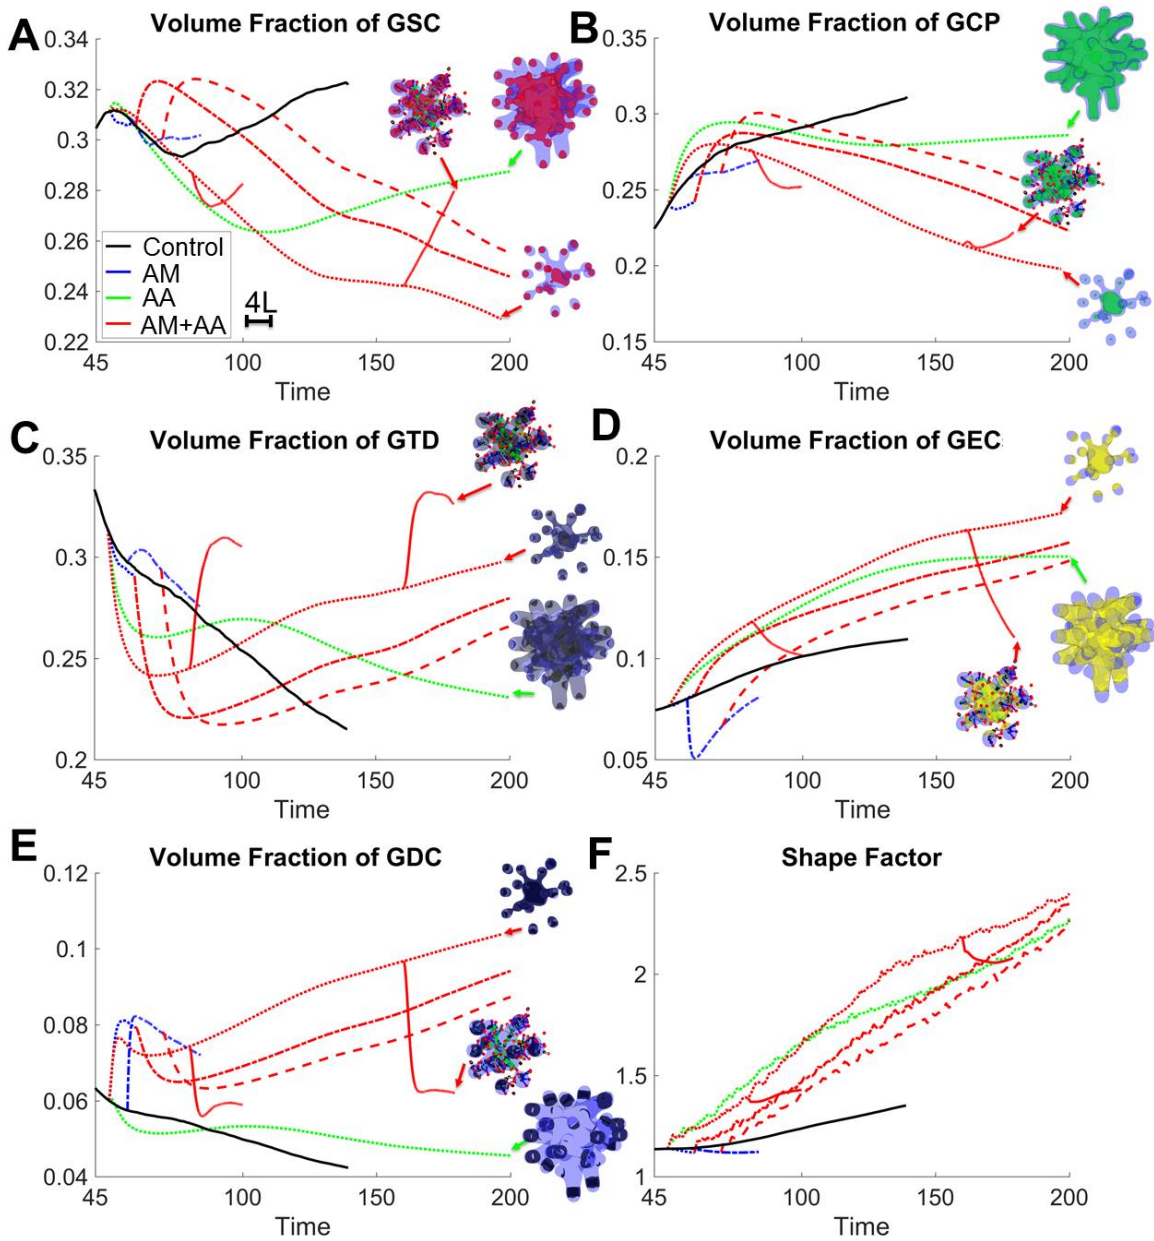 A Volume Fraction of GSC
0.34
0.32
0.3
0.28
0.26
0.24
0.22
Control
AM
AA
AM+AA
4L
45 100 150 200
Time
B Volume Fraction of GCP
0.35
0.3
0.25
0.2
0.15
45 100 150 200
Time
C Volume Fraction of GTD
0.35
0.3
0.25
0.2
45 100 150 200
Time
D Volume Fraction of GEC
0.2
0.15
0.1
0.05
45 100 150 200
Time
E Volume Fraction of GDC
0.12
0.1
0.08
0.06
0.04
45 100 150 200
Time
F Shape Factor
2.5
2
1.5
1
45 100 150 200
Time